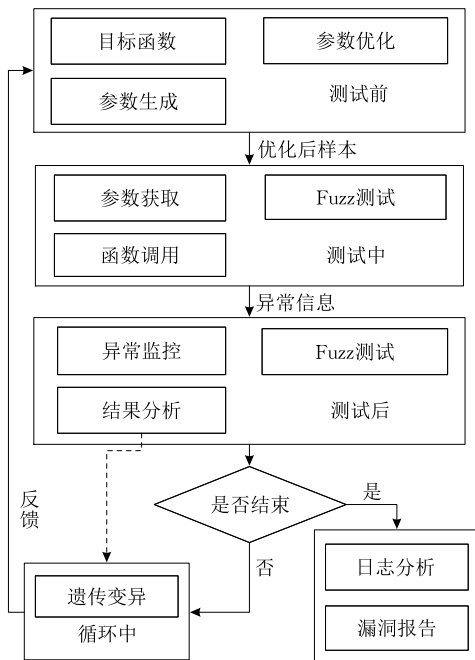 目标函数
参数优化
参数生成
测试前
优化后样本
参数获取
Fuzz测试
函数调用
测试中
异常信息
异常监控
Fuzz测试
结果分析
测试后
是否结束
是
否
反馈
遗传变异
循环中
日志分析
漏洞报告